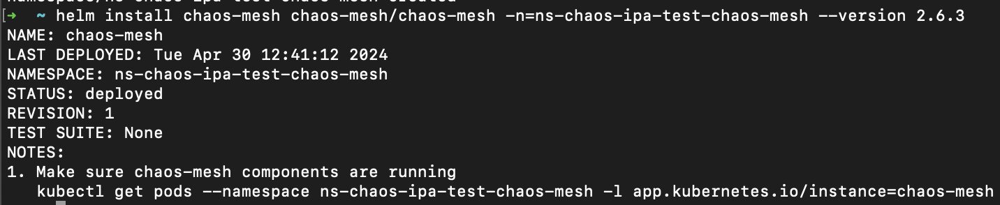 ➜ ~ helm install chaos-mesh chaos-mesh/chaos-mesh -n=ns-chaos-ipa-test-chaos-mesh --version 2.6.3
NAME: chaos-mesh
LAST DEPLOYED: Tue Apr 30 12:41:12 2024
NAMESPACE: ns-chaos-ipa-test-chaos-mesh
STATUS: deployed
REVISION: 1
TEST SUITE: None
NOTES:
1. Make sure chaos-mesh components are running
kubectl get pods --namespace ns-chaos-ipa-test-chaos-mesh -l app.kubernetes.io/instance=chaos-mesh